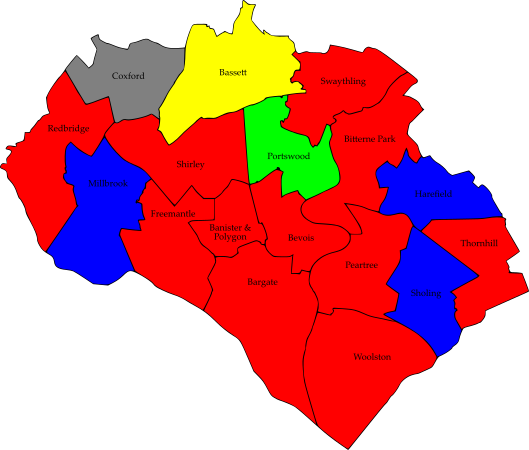 Coxford
Bassett
Swaythling
Redbridge
Bitterne Park
Shirley
Portswood
Millbrook
Harefield
Freemantle
Banister &
Polygon
Bevois
Thornhill
Peartree
Bargate
Sholing
Woolston